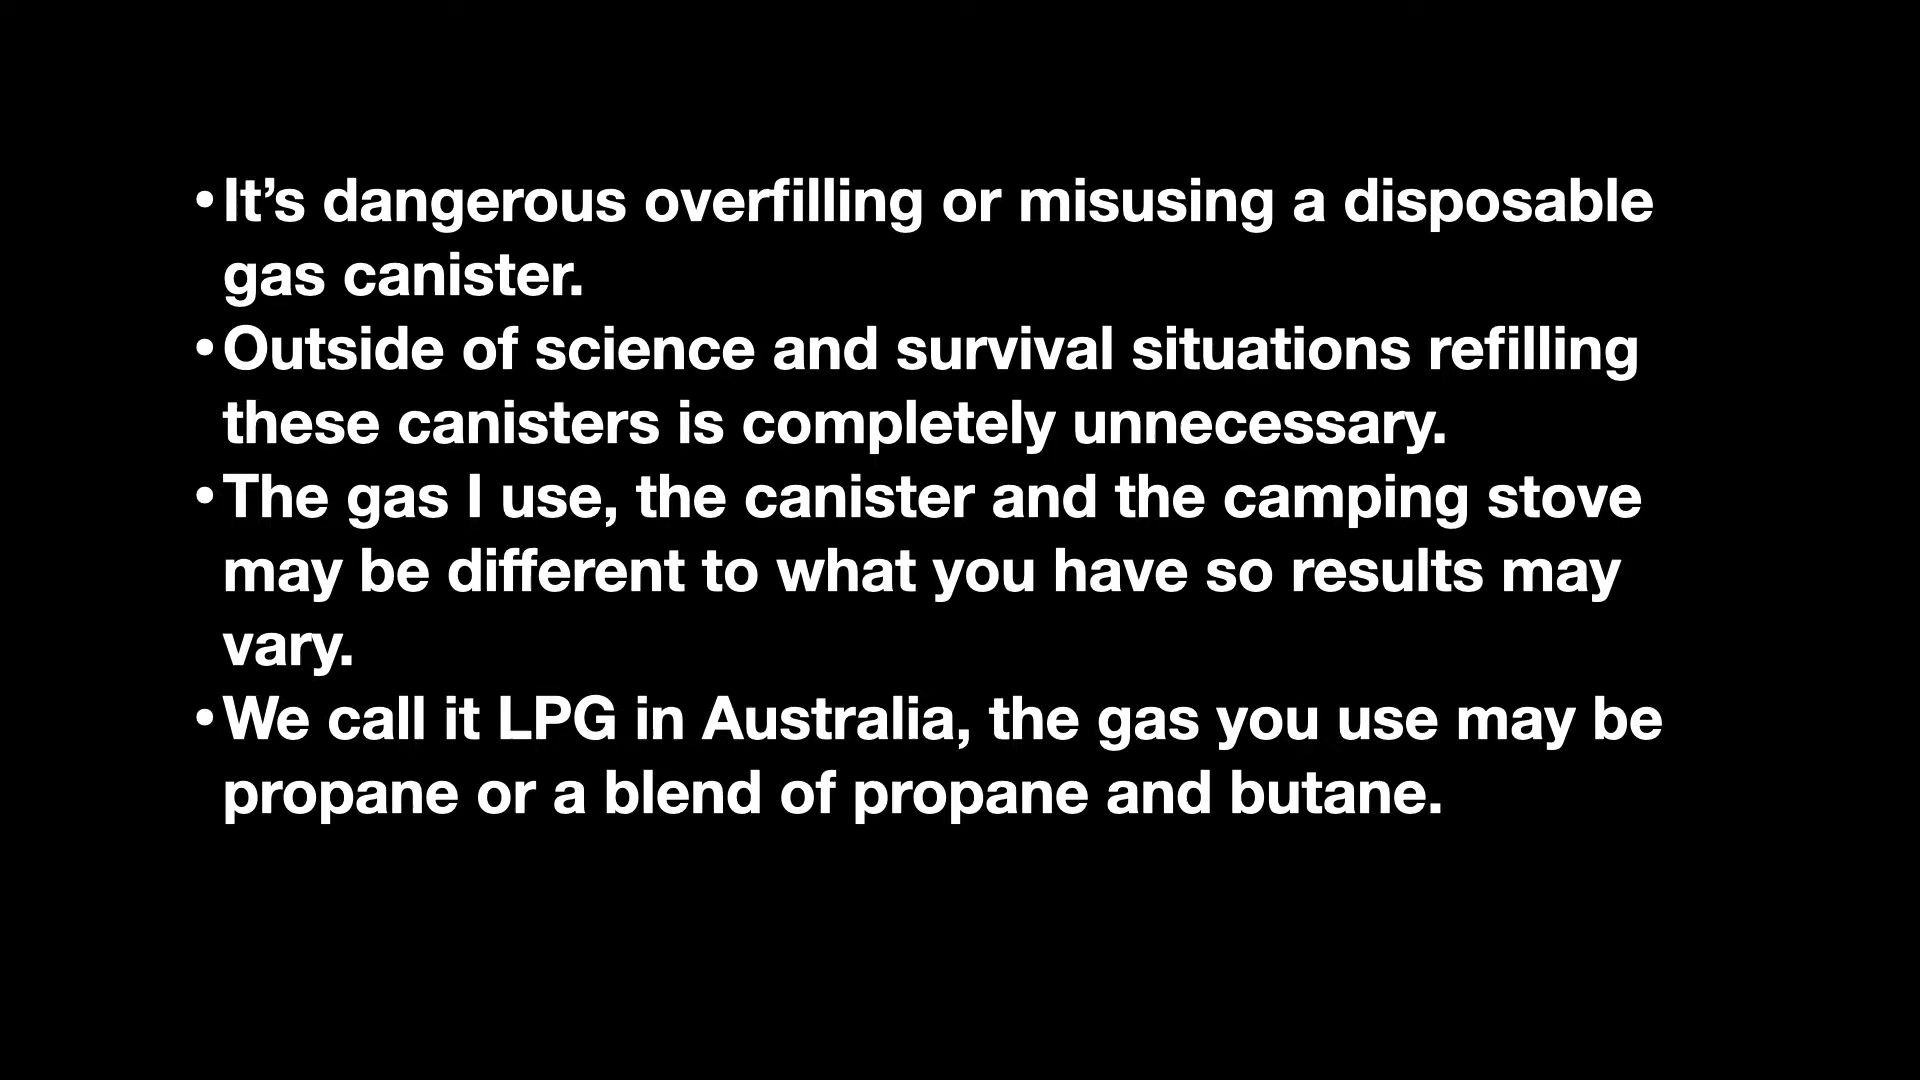 •It’s dangerous overfilling or misusing a disposable
gas canister.
•Outside of science and survival situations refilling
these canisters is completely unnecessary.
•The gas I use, the canister and the camping stove
may be different to what you have so results may
vary.
•We call it LPG in Australia, the gas you use may be
propane or a blend of propane and butane.